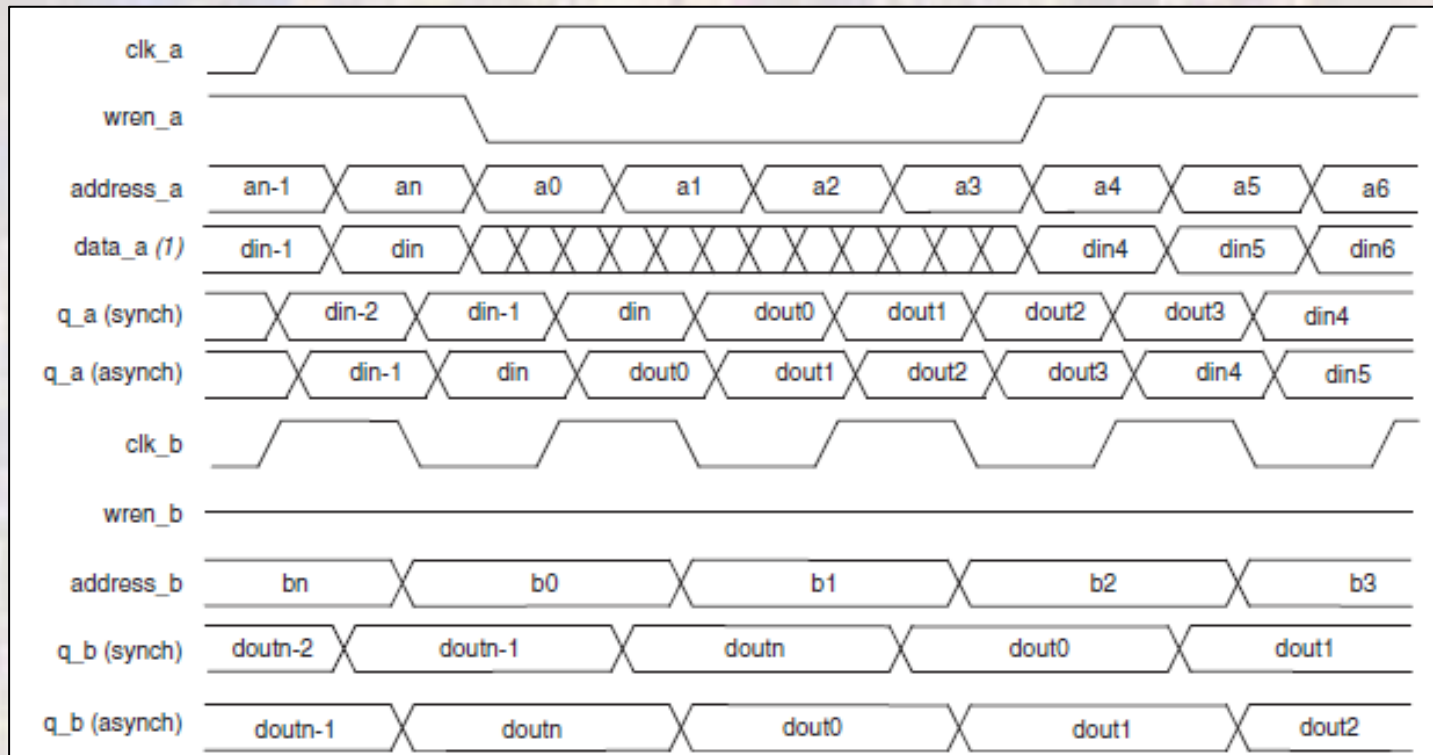 clk_a
wren_a
address_a an-1 an a0 a1 a2 a3 a4 a5 a6
data_a (1) din-1 din din4 din5 din6
q_a (synch) din-2 din-1 din dout0 dout1 dout2 dout3 din4
q_a (asynch) din-1 din dout0 dout1 dout2 dout3 din4 din5
clk_b
wren_b
address_b bn b0 b1 b2 b3
q_b (synch) doutn-2 doutn-1 doutn dout0 dout1
q_b (asynch) doutn-1 doutn dout0 dout1 dout2